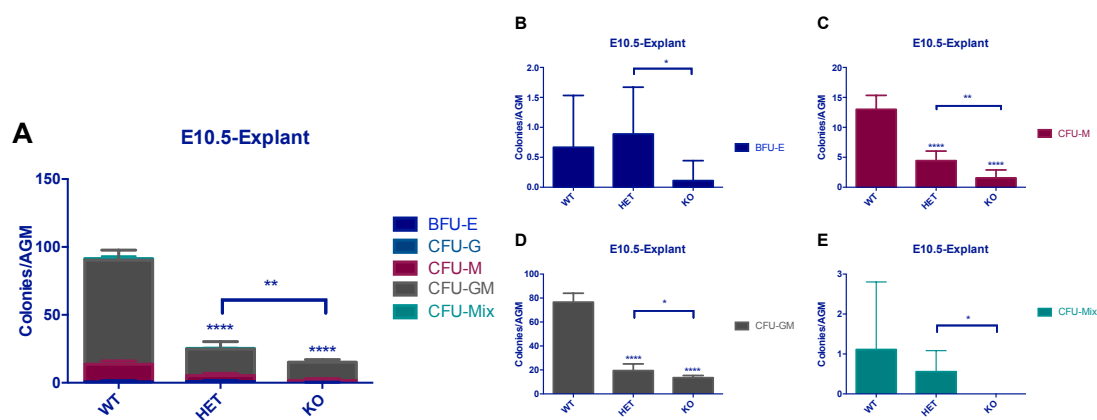 A
E10.5-Explant
Colonies/AGM
150
100
50
0
**
****
****
WT
HET
KO
BFU-E
CFU-G
CFU-M
CFU-GM
CFU-Mix
B
E10.5-Explant
Colonies/AGM
2.0
1.5
1.0
0.5
0.0
*
WT
HET
KO
BFU-E
C
E10.5-Explant
Colonies/AGM
20
15
10
5
0
**
****
****
WT
HET
KO
CFU-M
D
E10.5-Explant
Colonies/AGM
80
60
40
20
0
*
****
****
WT
HET
KO
CFU-GM
E
E10.5-Explant
Colonies/AGM
3
2
1
0
*
WT
HET
KO
CFU-Mix